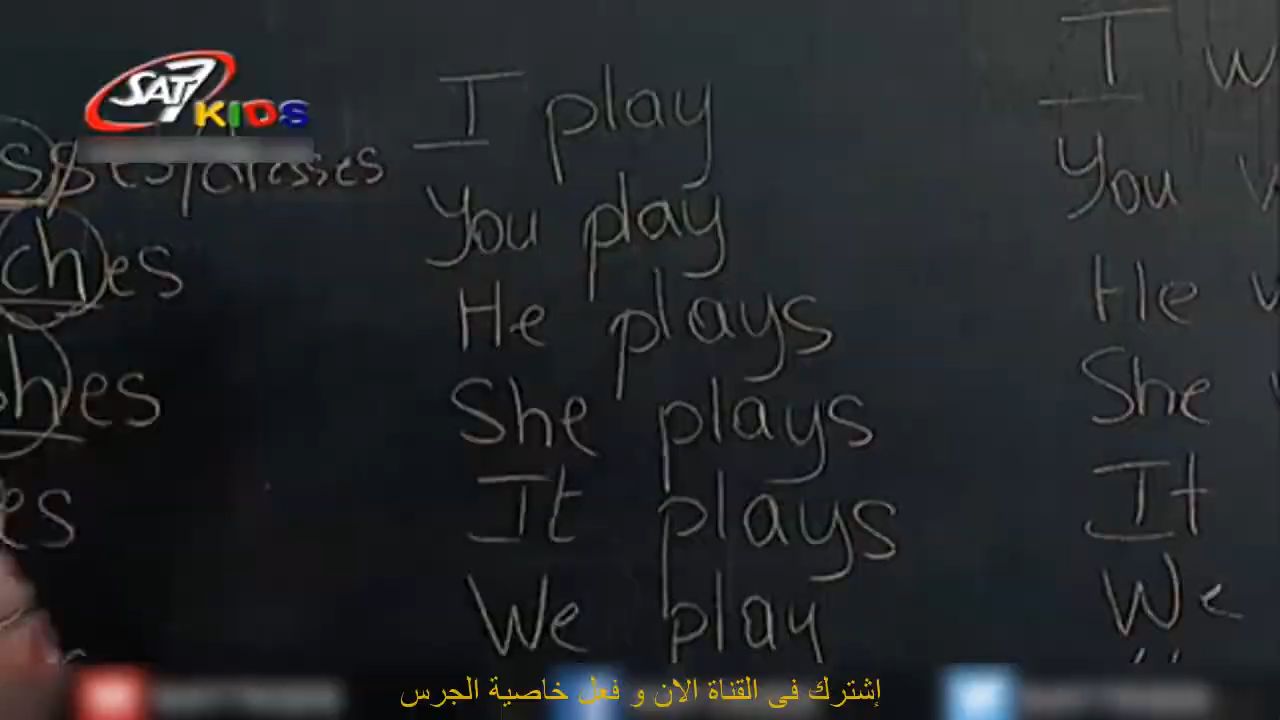 SAT7
KIDS
ches
hes
es
I play
You play
He plays
She plays
It plays
We play
I
You
He
She
It
We
إشترك فى القناة الان و فعل خاصية الجرس